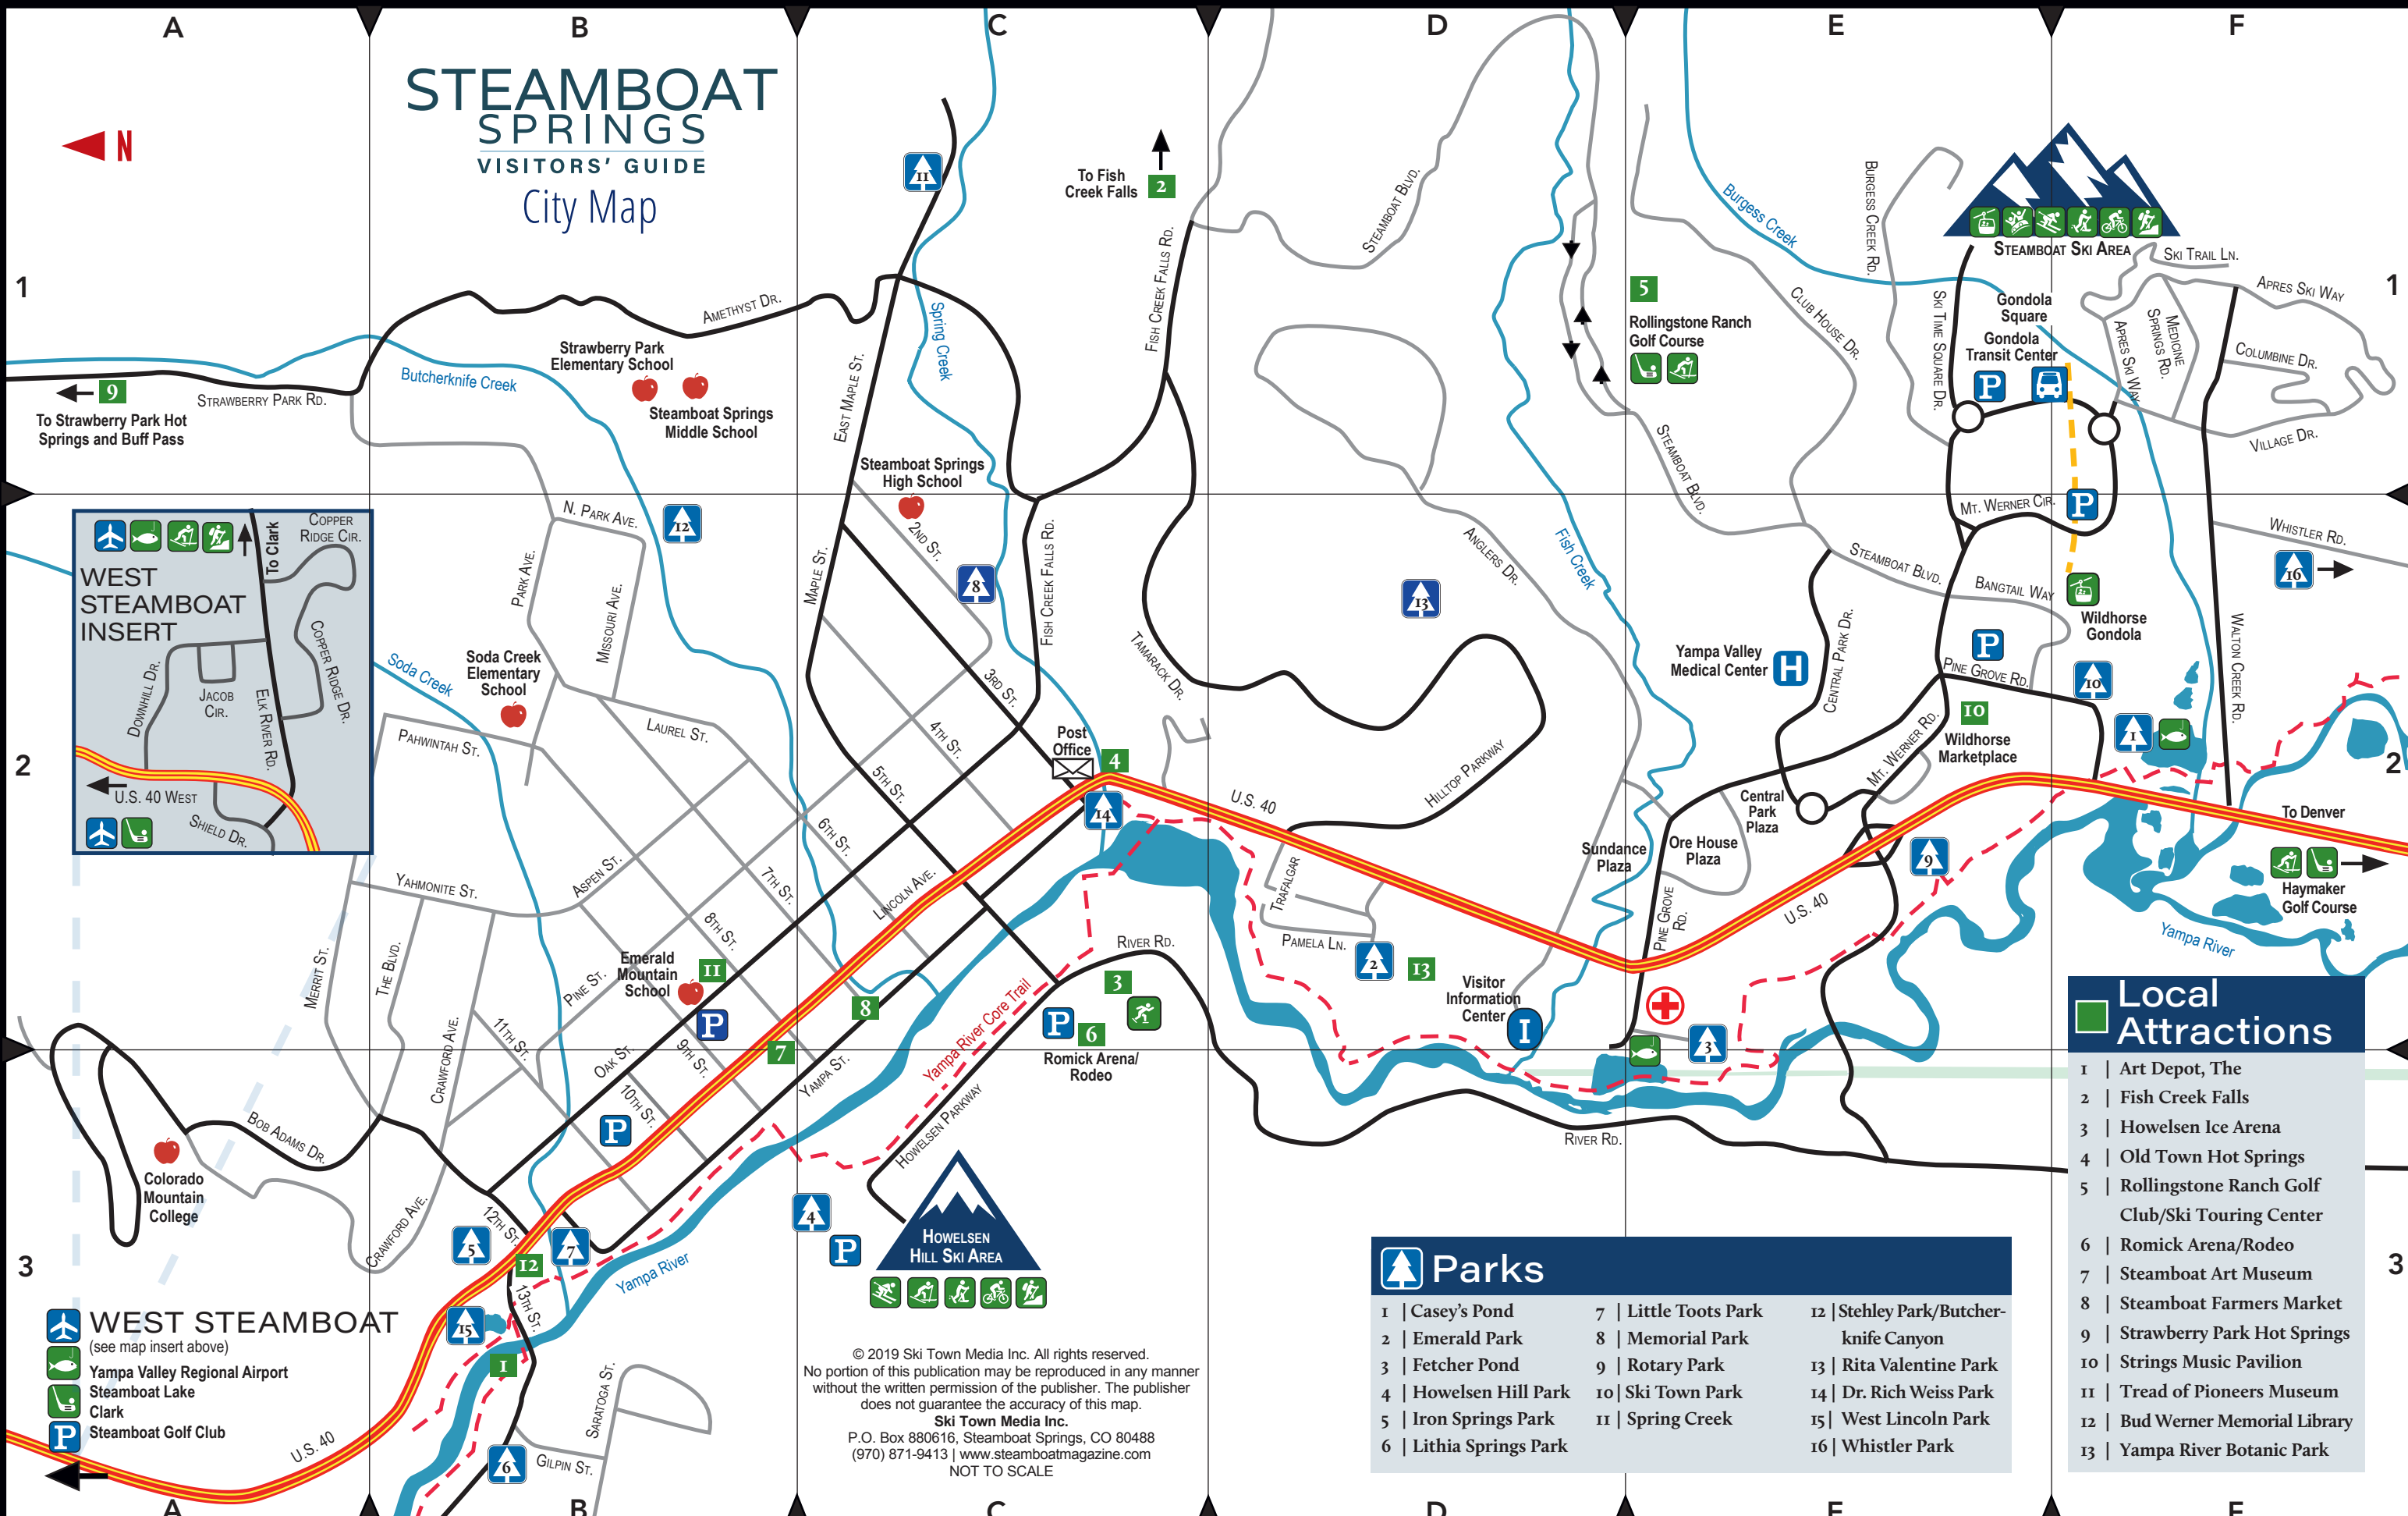 A
B
C
D
E
F
STEAMBOAT
SPRINGS
VISITORS' GUIDE
City Map
N
1
1
11
To Fish
Creek Falls
2
STEAMBOAT BLVD.
Burgess Creek
BURGESS CREEK RD.
STEAMBOAT SKI AREA
SKI TRAIL LN.
APRES SKI WAY
FISH CREEK FALLS RD.
AMETHYST DR.
Spring Creek
5
Rollingstone Ranch
Golf Course
CLUB HOUSE DR.
SKI TIME SQUARE DR.
Gondola
Square
Gondola
Transit Center
P
APRES SKI WAY
MEDICINE
SPRINGS RD.
COLUMBINE DR.
VILLAGE DR.
Strawberry Park
Elementary School
Butcherknife Creek
Steamboat Springs
Middle School
EAST MAPLE ST.
9
STRAWBERRY PARK RD.
To Strawberry Park Hot
Springs and Buff Pass
Steamboat Springs
High School
STEAMBOAT BLVD.
MT. WERNER CIR.
P
WHISTLER RD.
16
COPPER
RIDGE CIR.
To Clark
WEST
STEAMBOAT
INSERT
COPPER RIDGE DR.
DOWNHILL DR.
JACOB
CIR.
ELK RIVER RD.
U.S. 40 WEST
SHIELD DR.
N. PARK AVE.
12
PARK AVE.
MISSOURI AVE.
MAPLE ST.
2ND ST.
8
FISH CREEK FALLS RD.
TAMARACK DR.
13
ANGLERS DR.
Fish Creek
STEAMBOAT BLVD.
BANGTAIL WAY
Wildhorse
Gondola
Yampa Valley
Medical Center
H
CENTRAL PARK DR.
P
PINE GROVE RD.
10
WALTON CREEK RD.
Soda Creek
Soda Creek
Elementary
School
3RD ST.
LAUREL ST.
PAHWINTAH ST.
4TH ST.
5TH ST.
Post
Office
4
14
U.S. 40
HILLTOP PARKWAY
MT. WERNER RD.
10
Wildhorse
Marketplace
1
2
2
Central
Park
Plaza
Sundance
Plaza
Ore House
Plaza
9
To Denver
Haymaker
Golf Course
6TH ST.
LINCOLN AVE.
7TH ST.
ASPEN ST.
YAHMONITE ST.
8TH ST.
TRAFALGAR
PAMELA LN.
2
13
PINE GROVE
RD.
U.S. 40
Yampa River
MERRIT ST.
THE BLVD.
CRAWFORD AVE.
PINE ST.
Emerald
Mountain
School
11
P
8
RIVER RD.
3
P
6
Romick Arena/
Rodeo
Visitor
Information
Center
I
3
11TH ST.
OAK ST.
9TH ST.
7
YAMPA ST.
Yampa River Core Trail
HOWELSEN PARKWAY
10TH ST.
P
RIVER RD.
BOB ADAMS DR.
Colorado
Mountain
College
CRAWFORD AVE.
12TH ST.
5
7
12
13TH ST.
Yampa River
4
P
HOWELSEN
HILL SKI AREA
3
3
WEST STEAMBOAT
(see map insert above)
Yampa Valley Regional Airport
Steamboat Lake
Clark
Steamboat Golf Club
P
U.S. 40
15
1
6
GILPIN ST.
SARATOGA ST.
© 2019 Ski Town Media Inc. All rights reserved.
No portion of this publication may be reproduced in any manner
without the written permission of the publisher. The publisher
does not guarantee the accuracy of this map.
Ski Town Media Inc.
P.O. Box 880616, Steamboat Springs, CO 80488
(970) 871-9413 | www.steamboatmagazine.com
NOT TO SCALE
Parks
1 | Casey's Pond
2 | Emerald Park
3 | Fetcher Pond
4 | Howelsen Hill Park
5 | Iron Springs Park
6 | Lithia Springs Park
7 | Little Toots Park
8 | Memorial Park
9 | Rotary Park
10 | Ski Town Park
11 | Spring Creek
12 | Stehley Park/Butcher-
knife Canyon
13 | Rita Valentine Park
14 | Dr. Rich Weiss Park
15 | West Lincoln Park
16 | Whistler Park
Local
Attractions
1 | Art Depot, The
2 | Fish Creek Falls
3 | Howelsen Ice Arena
4 | Old Town Hot Springs
5 | Rollingstone Ranch Golf
Club/Ski Touring Center
6 | Romick Arena/Rodeo
7 | Steamboat Art Museum
8 | Steamboat Farmers Market
9 | Strawberry Park Hot Springs
10 | Strings Music Pavilion
11 | Tread of Pioneers Museum
12 | Bud Werner Memorial Library
13 | Yampa River Botanic Park
A
B
C
D
E
F